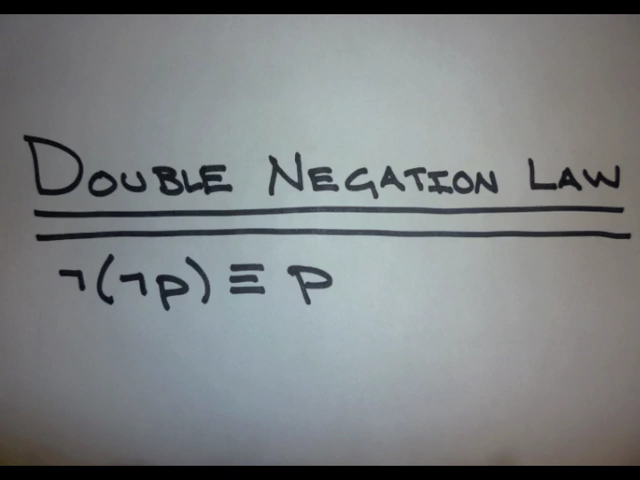 DOUBLE NEGATION LAW
¬(¬p) ≡ p